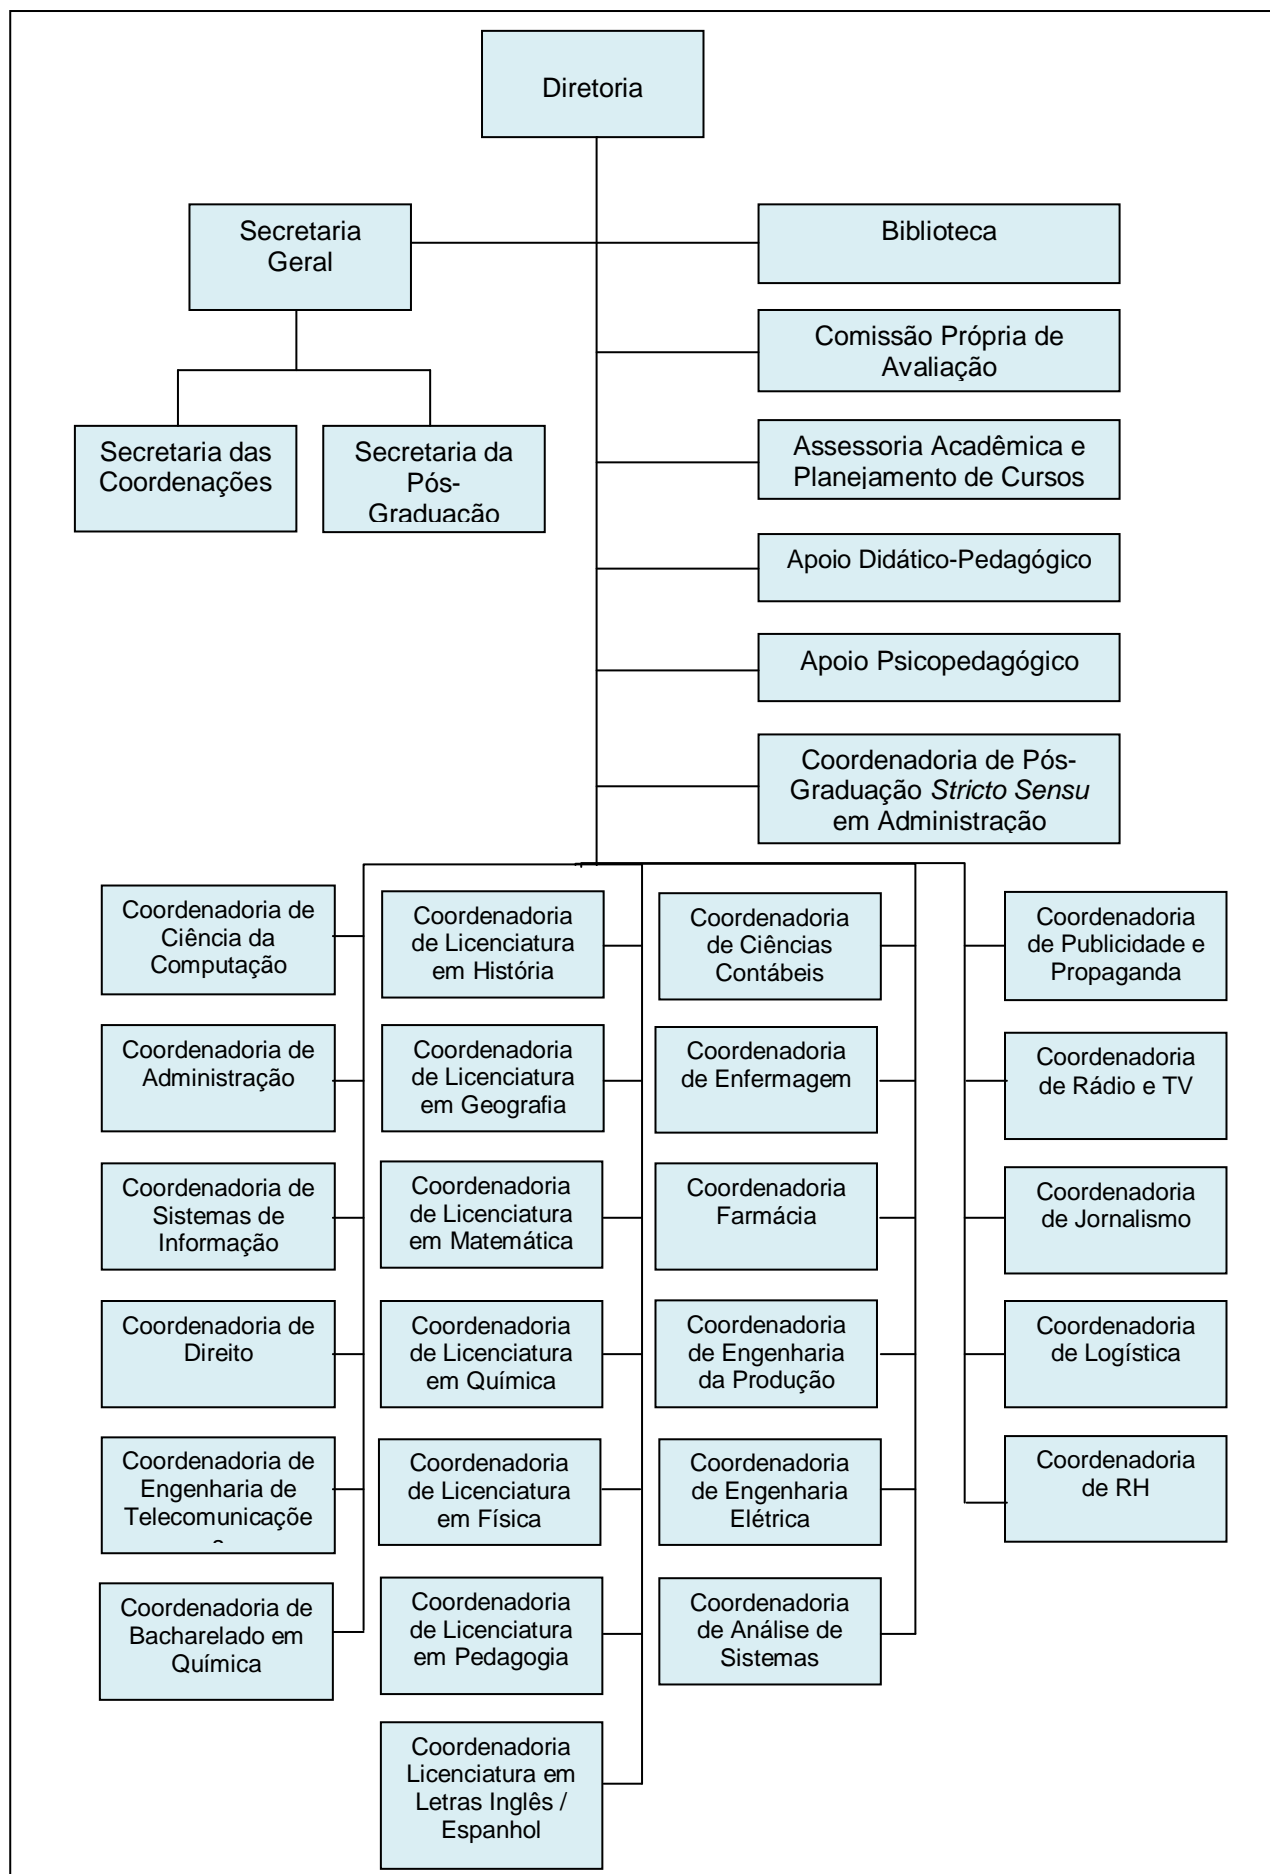 Diretoria
Secretaria
Geral
Biblioteca
Comissão Própria de
Avaliação
Assessoria Acadêmica e
Planejamento de Cursos
Secretaria das
Coordenações
Secretaria da
Pós-
Graduação
Apoio Didático-Pedagógico
Apoio Psicopedagógico
Coordenadoria de Pós-
Graduação Stricto Sensu
em Administração
Coordenadoria de
Ciência da
Computação
Coordenadoria
de Licenciatura
em História
Coordenadoria
de Ciências
Contábeis
Coordenadoria
de Publicidade e
Propaganda
Coordenadoria de
Administração
Coordenadoria
de Licenciatura
em Geografia
Coordenadoria
de Enfermagem
Coordenadoria
de Rádio e TV
Coordenadoria de
Sistemas de
Informação
Coordenadoria
de Licenciatura
em Matemática
Coordenadoria
Farmácia
Coordenadoria
de Jornalismo
Coordenadoria de
Direito
Coordenadoria
de Licenciatura
em Química
Coordenadoria
de Engenharia
da Produção
Coordenadoria
de Logística
Coordenadoria de
Engenharia de
Telecomunicaçõe
s
Coordenadoria
de Licenciatura
em Física
Coordenadoria
de Engenharia
Elétrica
Coordenadoria
de RH
Coordenadoria de
Bacharelado em
Química
Coordenadoria
de Licenciatura
em Pedagogia
Coordenadoria
de Análise de
Sistemas
Coordenadoria
Licenciatura em
Letras Inglês /
Espanhol